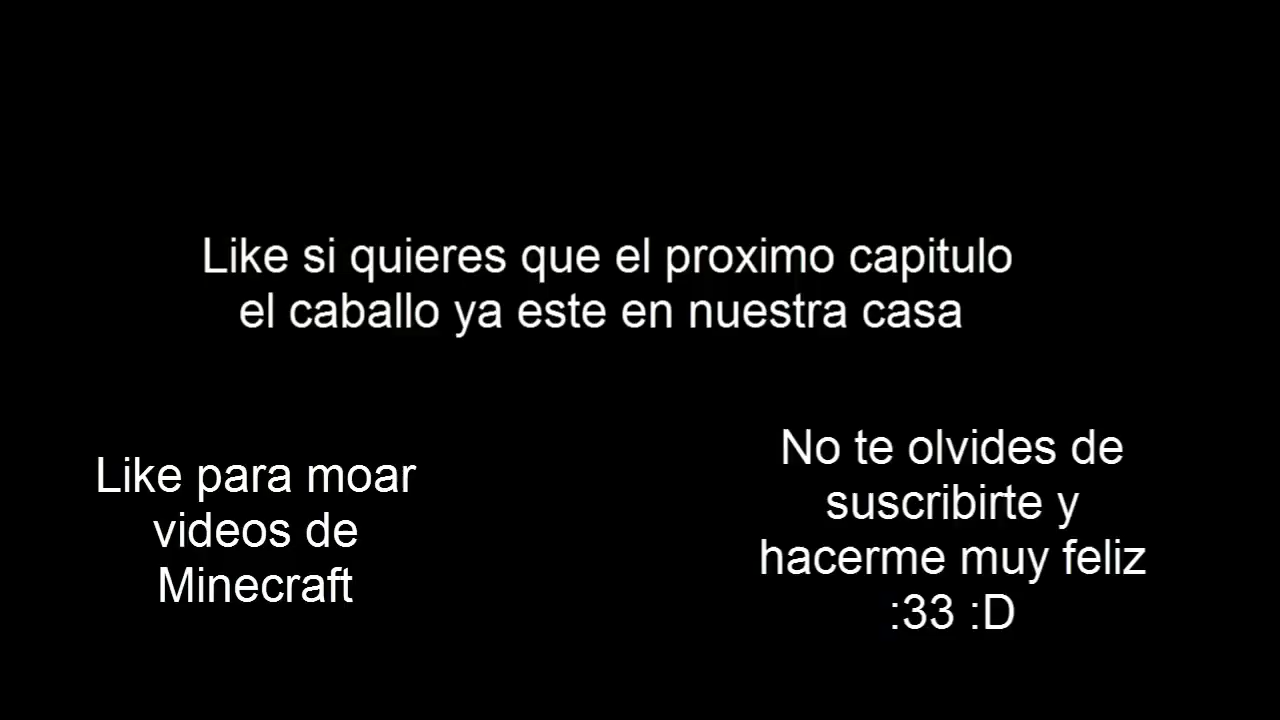 Like si quieres que el proximo capitulo
el caballo ya este en nuestra casa
Like para moar
videos de
Minecraft
No te olvides de
suscribirte y
hacerme muy feliz
:33 :D